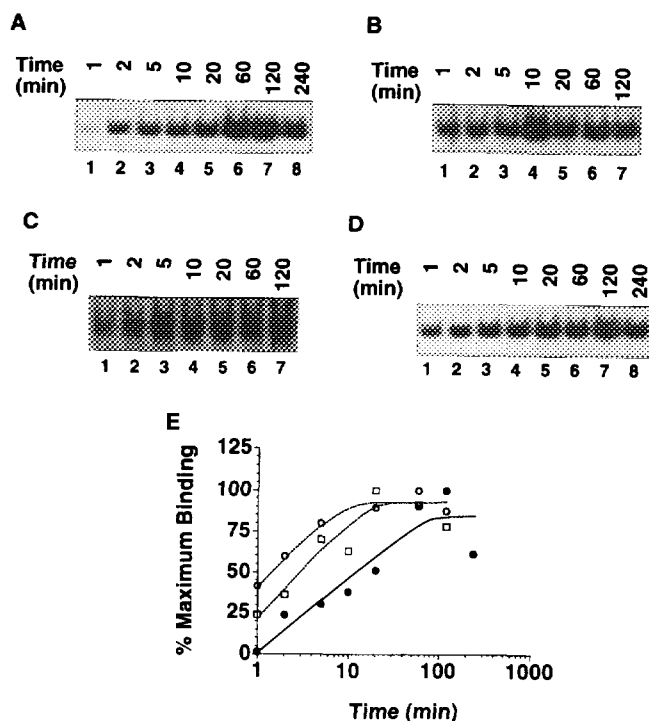 A
Time
(min)
1 2 5 10 20 60 120 240
1 2 3 4 5 6 7 8
B
Time
(min)
1 2 5 10 20 60 120
1 2 3 4 5 6 7
C
Time
(min)
1 2 5 10 20 60 120
1 2 3 4 5 6 7
D
Time
(min)
1 2 5 10 20 60 120 240
1 2 3 4 5 6 7 8
E
% Maximum Binding
125
100
75
50
25
0
1 10 100 1000
Time (min)